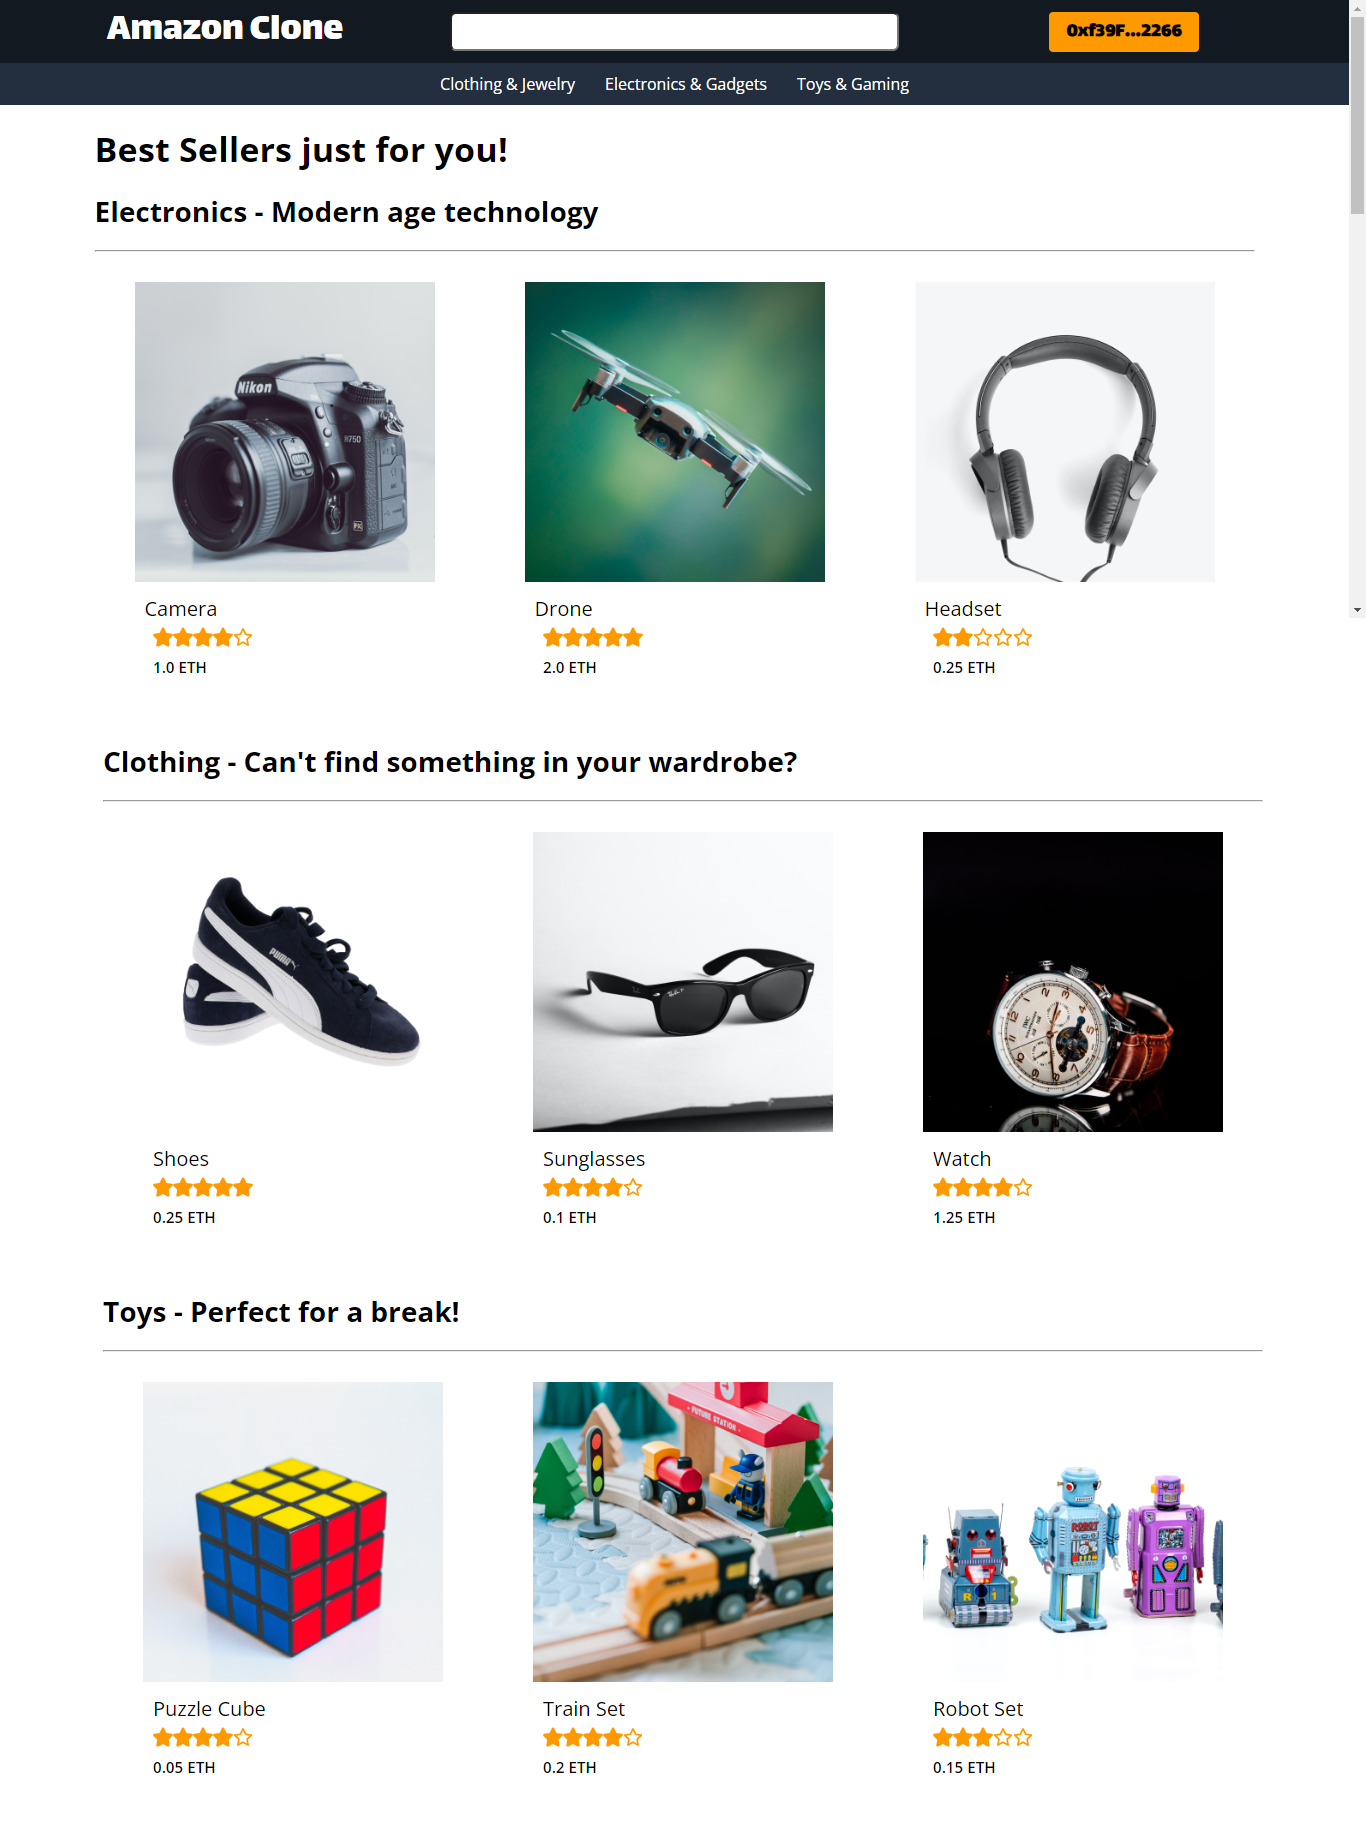 Amazon Clone
0xf39F...2266
Clothing & Jewelry Electronics & Gadgets Toys & Gaming
Best Sellers just for you!
Electronics - Modern age technology
Nikon
Camera Drone Headset
1.0 ETH 2.0 ETH 0.25 ETH
Clothing - Can't find something in your wardrobe?
PUMA
Shoes Sunglasses Watch
0.25 ETH 0.1 ETH 1.25 ETH
Toys - Perfect for a break!
FUTURE STATION
ROBOT
R I
Puzzle Cube Train Set Robot Set
0.05 ETH 0.2 ETH 0.15 ETH